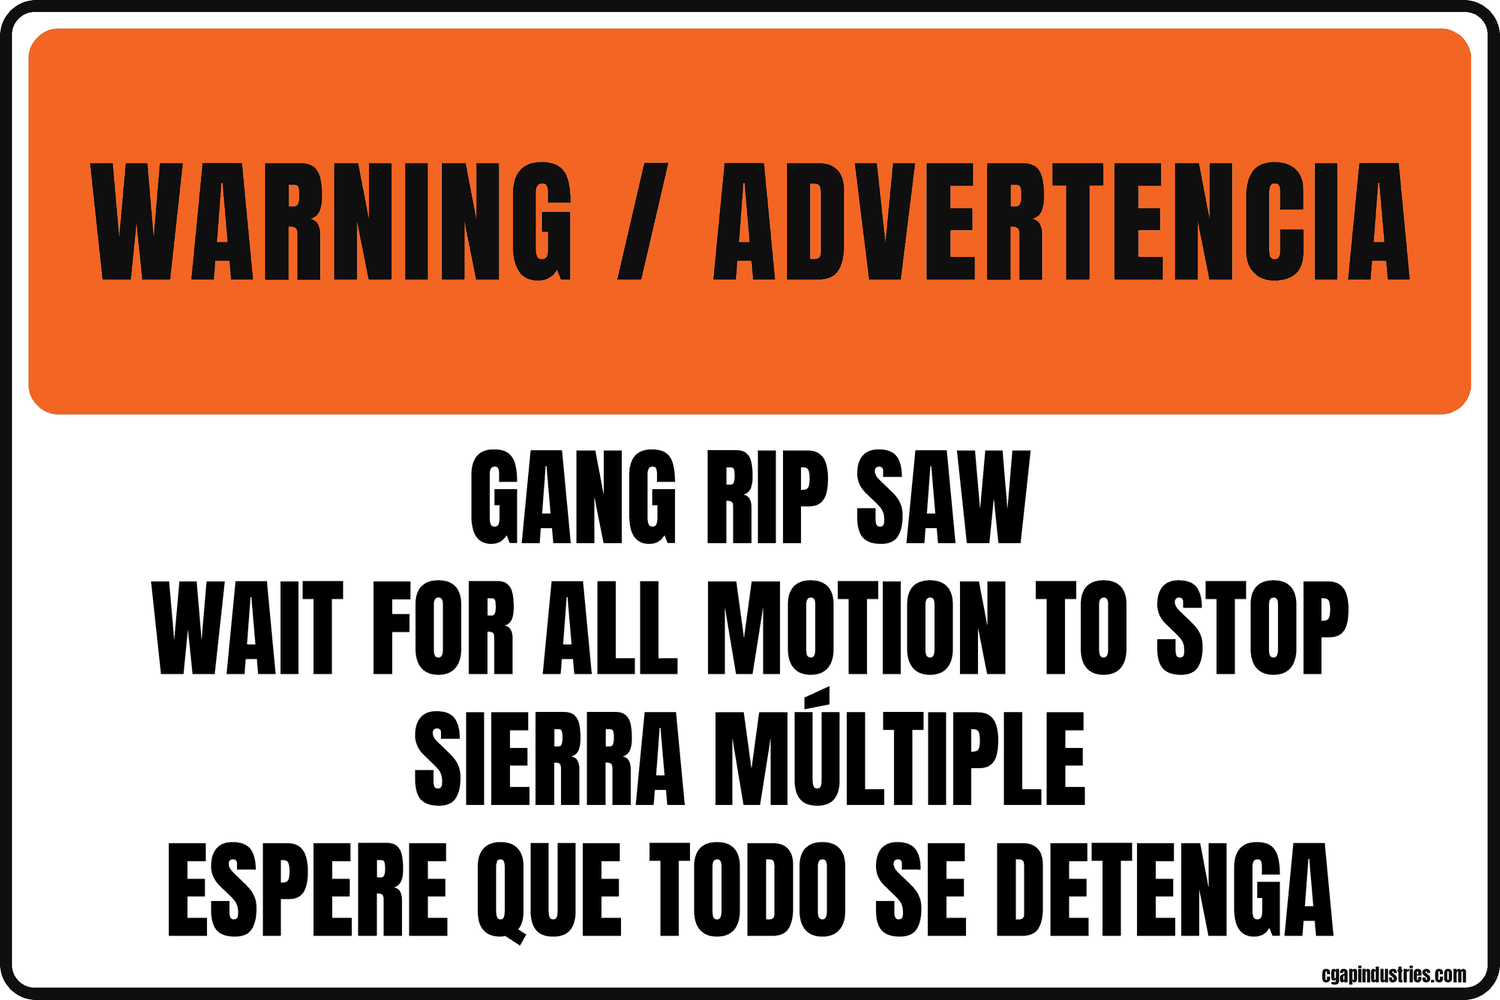 WARNING / ADVERTENCIA
GANG RIP SAW
WAIT FOR ALL MOTION TO STOP
SIERRA MÚLTIPLE
ESPERE QUE TODO SE DETENGA
cgapindustries.com